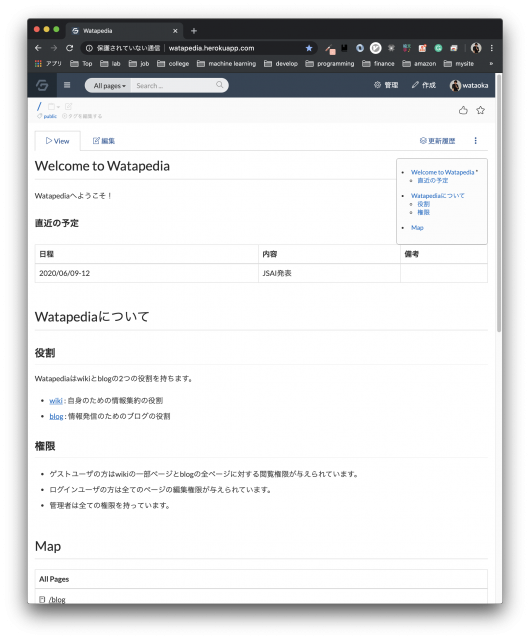 Watapedia
保護されていない通信 | watapedia.herokuapp.com
アプリ Top lab job college machine learning develop programming finance amazon mysite »
All pages Search ... 管理 作成 wataoka
/
public タグを編集する
View 編集 更新履歴
Welcome to Watapedia
Watapediaへようこそ！
直近の予定
Welcome to Watapedia "
直近の予定
Watapediaについて
役割
権限
Map
日程 内容 備考
2020/06/09-12 JSAI発表
Watapediaについて
役割
Watapediaはwikiとblogの2つの役割を持ちます。
wiki : 自身のための情報集約の役割
blog : 情報発信のためのブログの役割
権限
ゲストユーザの方はwikiの一部ページとblogの全ページに対する閲覧権限が与えられています。
ログインユーザの方は全てのページの編集権限が与えられています。
管理者は全ての権限を持っています。
Map
All Pages
/blog